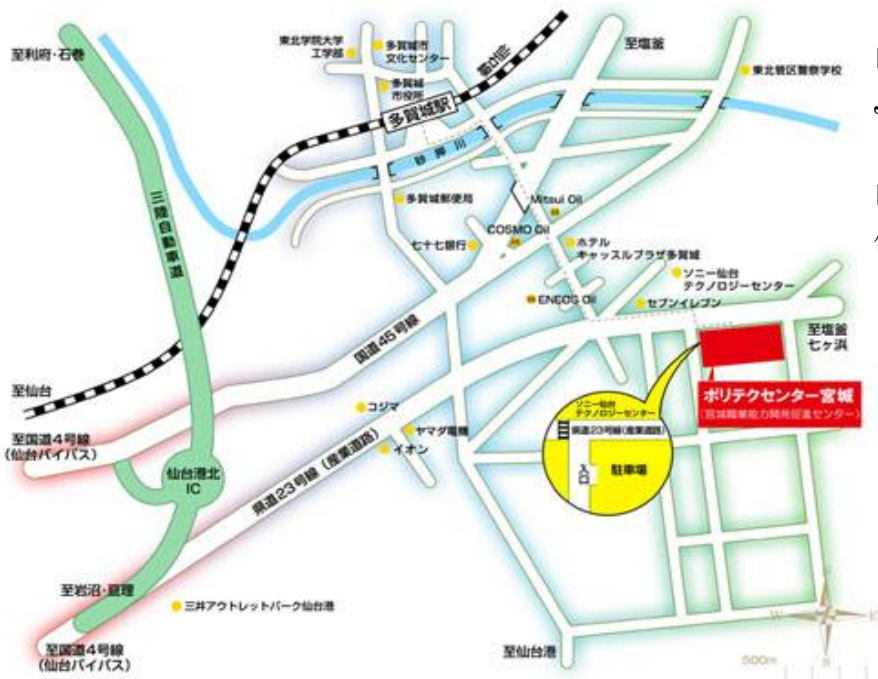 至利府・石巻
東北学院大学
工学部
多賀城市
文化センター
多賀城
市役所
仙石線
至塩釜
東北管区警察学校
多賀城駅
砂押川
三陸自動車道
多賀城郵便局
Mitsui Oil
COSMO Oil
七十七銀行
ホテル
キャッスルプラザ多賀城
ソニー仙台
テクノロジーセンター
ENEOS Oil
セブンイレブン
国道45号線
至塩釜
七ヶ浜
至仙台
ポリテクセンター宮城
(宮城職業能力開発促進センター)
コジマ
ソニー仙台
テクノロジーセンター
県道23号線(産業道路)
至国道4号線
(仙台バイパス)
ヤマダ電機
イオン
入口
駐車場
仙台港北
IC
県道23号線(産業道路)
至岩沼・亘理
三井アウトレットパーク仙台港
至国道4号線
(仙台バイパス)
至仙台港
W
E
S
500m